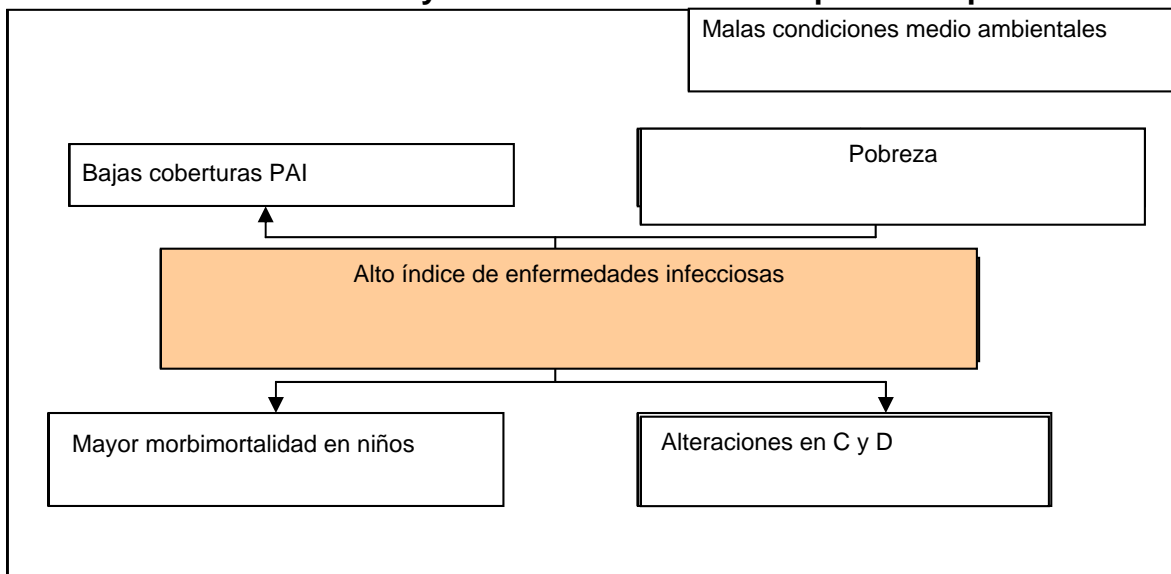 Malas condiciones medio ambientales
Bajas coberturas PAI
Pobreza
Alto índice de enfermedades infecciosas
Mayor morbimortalidad en niños
Alteraciones en C y D